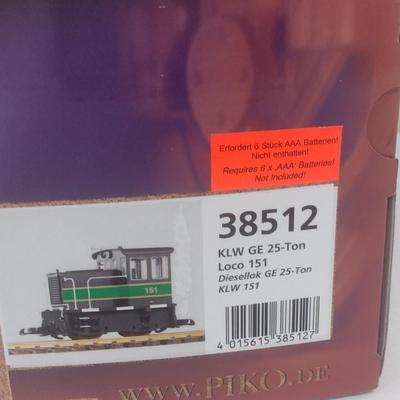 Erfordert 6 Stück AAA Batterien!
Nicht enthalten!
Requires 6 x ‚AAA' Batteries!
Not Included!
38512
KLW GE 25-Ton
Loco 151
Diesellok GE 25-Ton
KLW 151
151
4 015615 385127
WWW.PIKO.DE